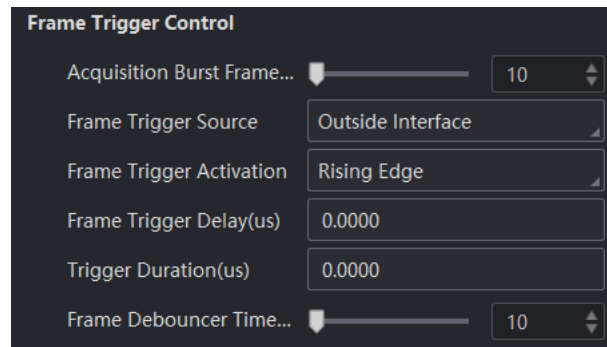 Frame Trigger Control
Acquisition Burst Frame... 10
Frame Trigger Source Outside Interface
Frame Trigger Activation Rising Edge
Frame Trigger Delay(us) 0.0000
Trigger Duration(us) 0.0000
Frame Debouncer Time... 10